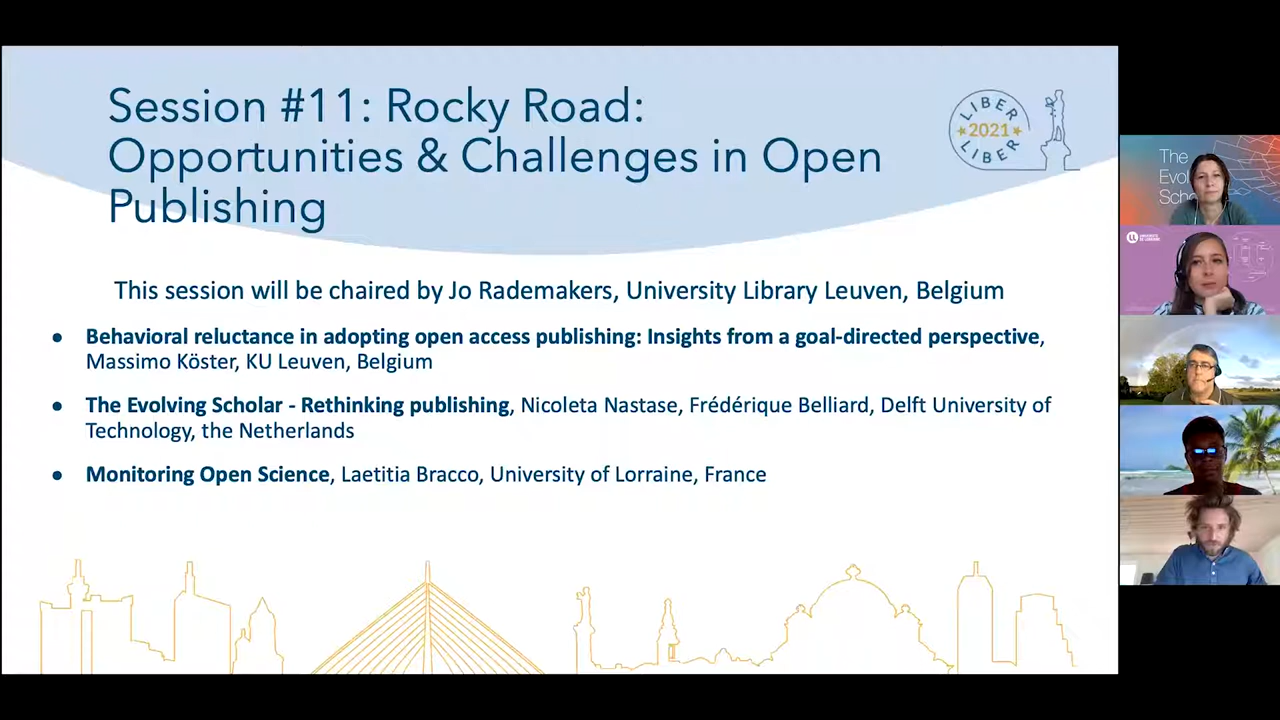 Session #11: Rocky Road:
Opportunities & Challenges in Open
Publishing
LIBER
2021
LIBER
This session will be chaired by Jo Rademakers, University Library Leuven, Belgium
● Behavioral reluctance in adopting open access publishing: Insights from a goal-directed perspective,
Massimo Köster, KU Leuven, Belgium
● The Evolving Scholar - Rethinking publishing, Nicoleta Nastase, Frédérique Belliard, Delft University of
Technology, the Netherlands
● Monitoring Open Science, Laetitia Bracco, University of Lorraine, France
The
Evol
Scho
UNIVERSITÉ
DE LORRAINE